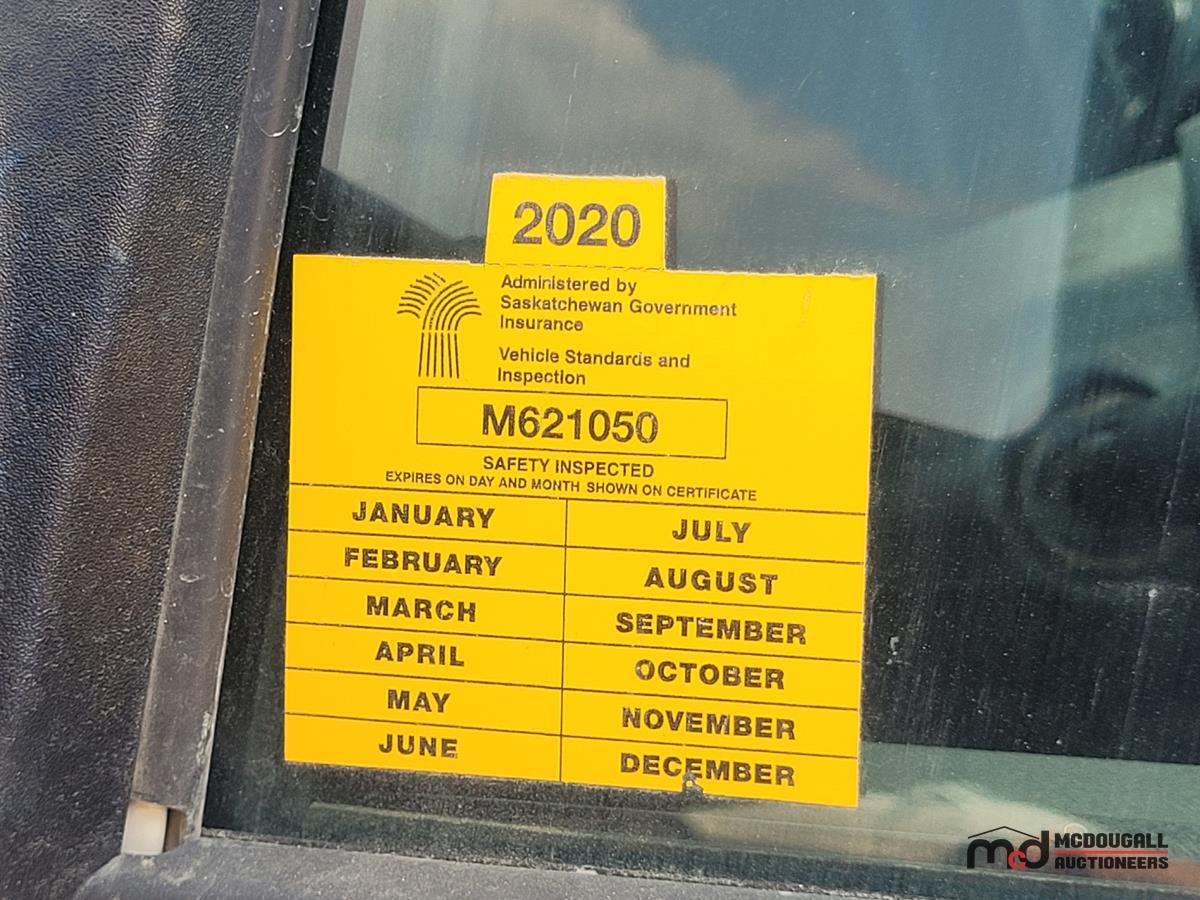 2020
Administered by
Saskatchewan Government
Insurance
Vehicle Standards and
Inspection
M621050
SAFETY INSPECTED
EXPIRES ON DAY AND MONTH SHOWN ON CERTIFICATE
JANUARY
FEBRUARY
MARCH
APRIL
MAY
JUNE
JULY
AUGUST
SEPTEMBER
OCTOBER
NOVEMBER
DECEMBER
mcd
MCDOUGALL
AUCTIONEERS